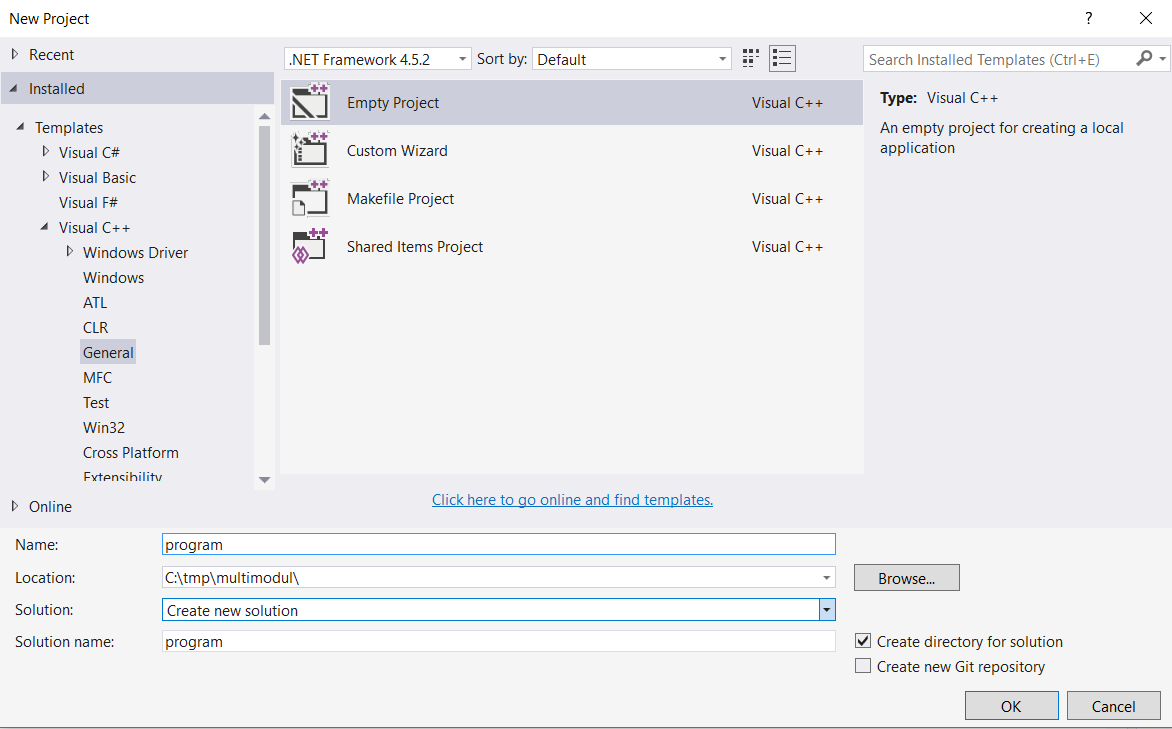 New Project
?
Recent
Installed
Templates
Visual C#
Visual Basic
Visual F#
Visual C++
Windows Driver
Windows
ATL
CLR
General
MFC
Test
Win32
Cross Platform
Extensibility
Online
.NET Framework 4.5.2 Sort by: Default
Empty Project Visual C++
Custom Wizard Visual C++
Makefile Project Visual C++
Shared Items Project Visual C++
Click here to go online and find templates.
Search Installed Templates (Ctrl+E)
Type: Visual C++
An empty project for creating a local
application
Name: program
Location: C:\tmp\multimodul\ Browse...
Solution: Create new solution
Solution name: program
Create directory for solution
Create new Git repository
OK Cancel